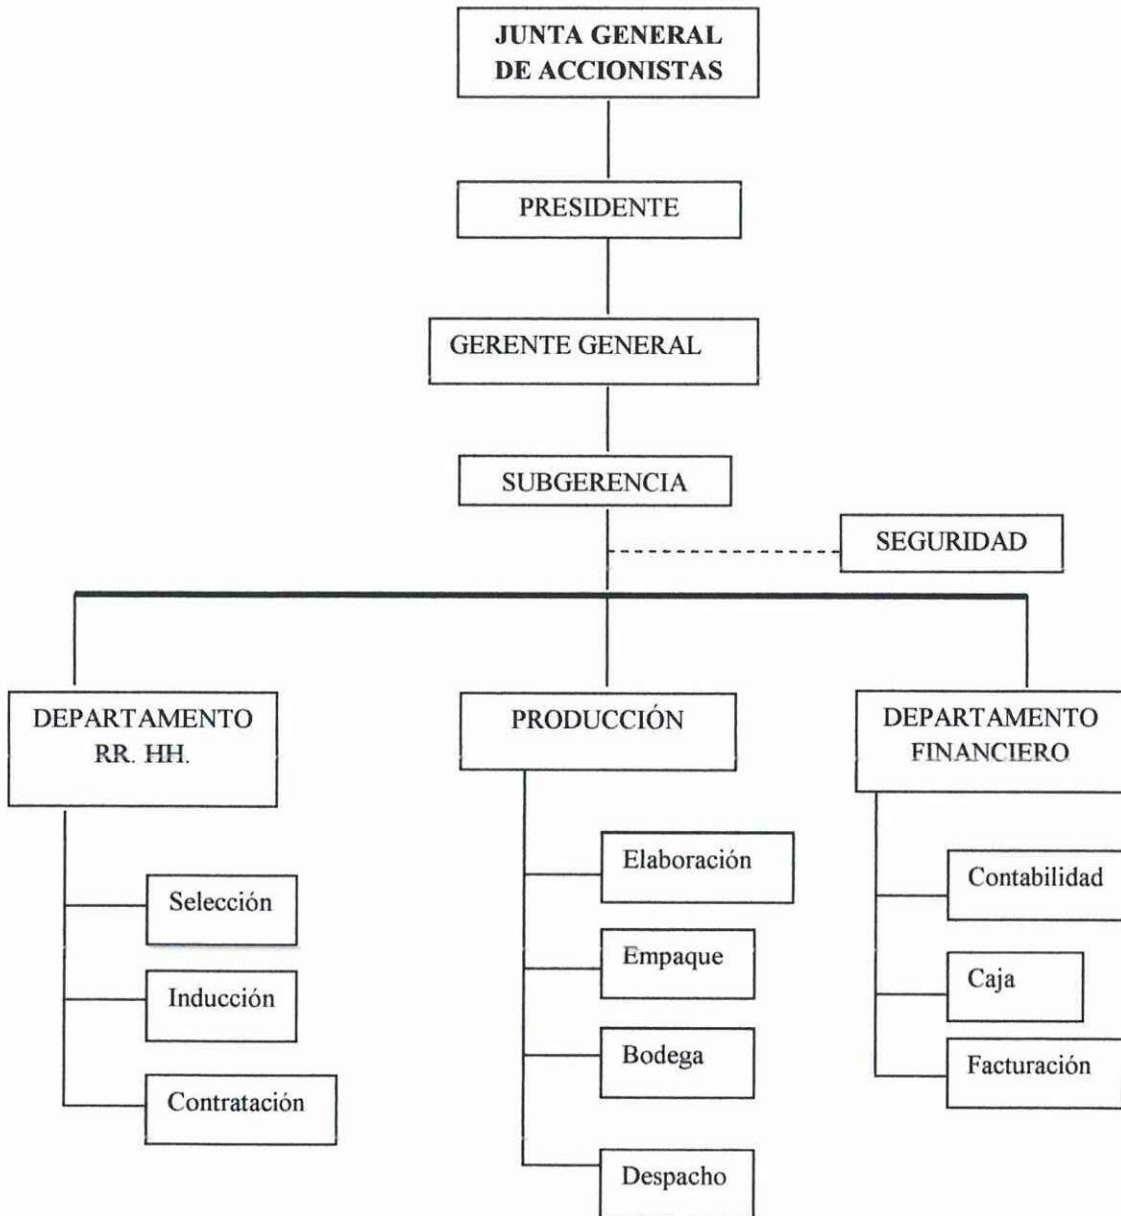 JUNTA GENERAL
DE ACCIONISTAS
PRESIDENTE
GERENTE GENERAL
SUBGERENCIA
SEGURIDAD
DEPARTAMENTO
RR. HH.
PRODUCCIÓN
DEPARTAMENTO
FINANCIERO
Selección
Inducción
Contratación
Elaboración
Empaque
Bodega
Despacho
Contabilidad
Caja
Facturación